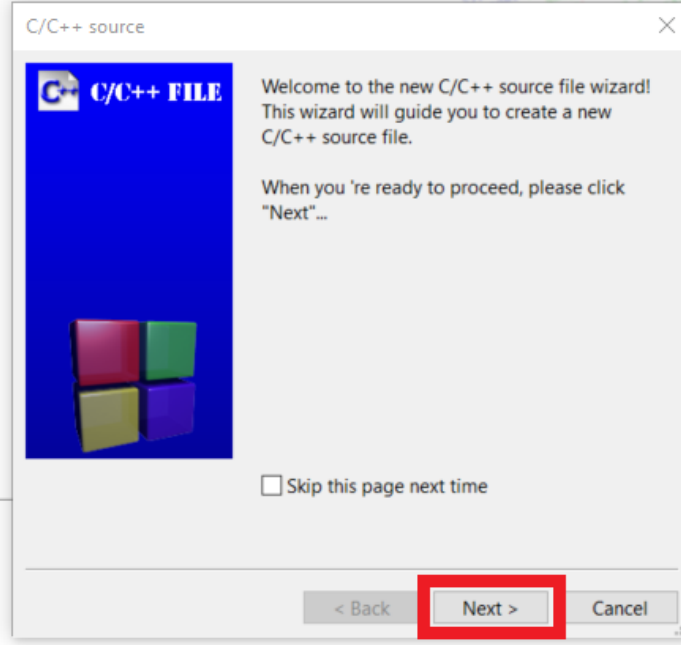 C/C++ source
C++ C/C++ FILE
Welcome to the new C/C++ source file wizard!
This wizard will guide you to create a new
C/C++ source file.
When you 're ready to proceed, please click
"Next"...
Skip this page next time
< Back Next > Cancel